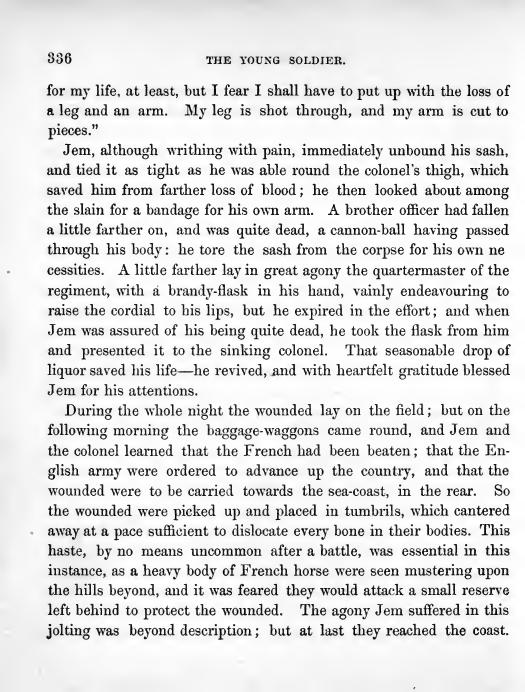 336 THE YOUNG SOLDIER.
for my life, at least, but I fear I shall have to put up with the loss of
a leg and an arm. My leg is shot through, and my arm is cut to
pieces."
Jem, although writhing with pain, immediately unbound his sash,
and tied it as tight as he was able round the colonel's thigh, which
saved him from farther loss of blood; he then looked about among
the slain for a bandage for his own arm. A brother officer had fallen
a little farther on, and was quite dead, a cannon-ball having passed
through his body: he tore the sash from the corpse for his own ne
cessities. A little farther lay in great agony the quartermaster of the
regiment, with a brandy-flask in his hand, vainly endeavouring to
raise the cordial to his lips, but he expired in the effort; and when
Jem was assured of his being quite dead, he took the flask from him
and presented it to the sinking colonel. That seasonable drop of
liquor saved his life—he revived, and with heartfelt gratitude blessed
Jem for his attentions.
During the whole night the wounded lay on the field; but on the
following morning the baggage-waggons came round, and Jem and
the colonel learned that the French had been beaten; that the En-
glish army were ordered to advance up the country, and that the
wounded were to be carried towards the sea-coast, in the rear. So
the wounded were picked up and placed in tumbrils, which cantered
away at a pace sufficient to dislocate every bone in their bodies. This
haste, by no means uncommon after a battle, was essential in this
instance, as a heavy body of French horse were seen mustering upon
the hills beyond, and it was feared they would attack a small reserve
left behind to protect the wounded. The agony Jem suffered in this
jolting was beyond description; but at last they reached the coast.